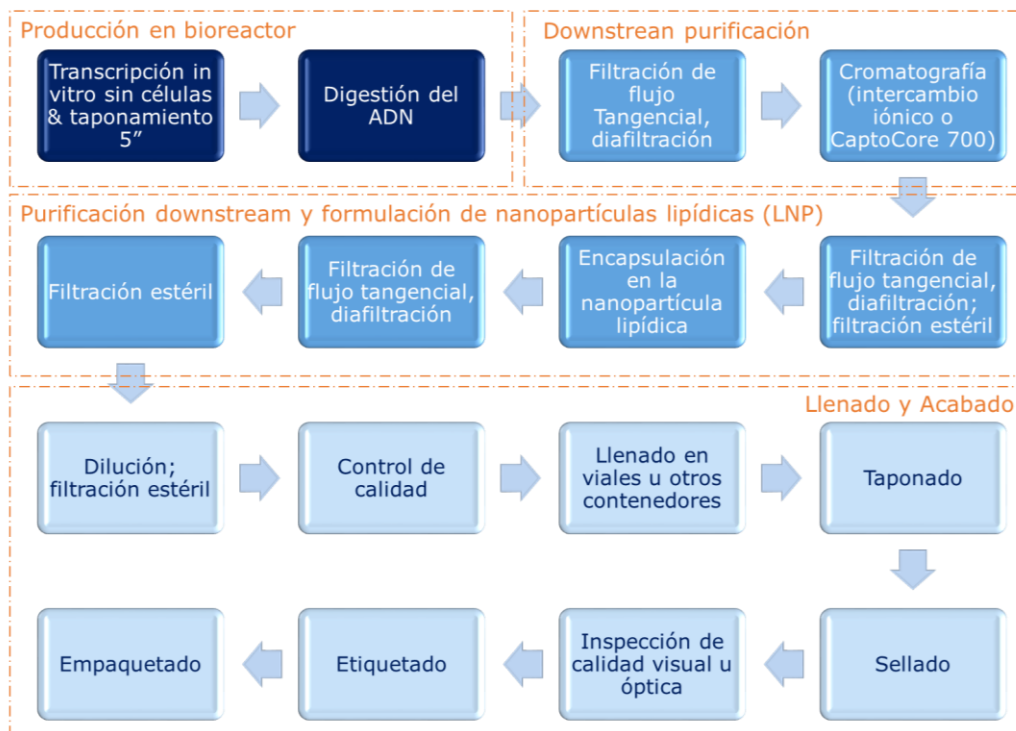 Producción en bioreactor
Transcripción in
vitro sin células
& taponamiento
5”
Digestión del
ADN
Downstrean purificación
Filtración de
flujo
Tangencial,
diafiltración
Cromatografía
(intercambio
iónico o
CaptoCore 700)
Purificación downstream y formulación de nanopartículas lipídicas (LNP)
Filtración de
flujo tangencial,
diafiltración;
filtración estéril
Encapsulación
en la
nanopartícula
lipídica
Filtración de
flujo tangencial,
diafiltración
Filtración estéril
Llenado y Acabado
Dilución;
filtración estéril
Control de
calidad
Llenado en
viales u otros
contenedores
Taponado
Sellado
Inspección de
calidad visual u
óptica
Etiquetado
Empaquetado